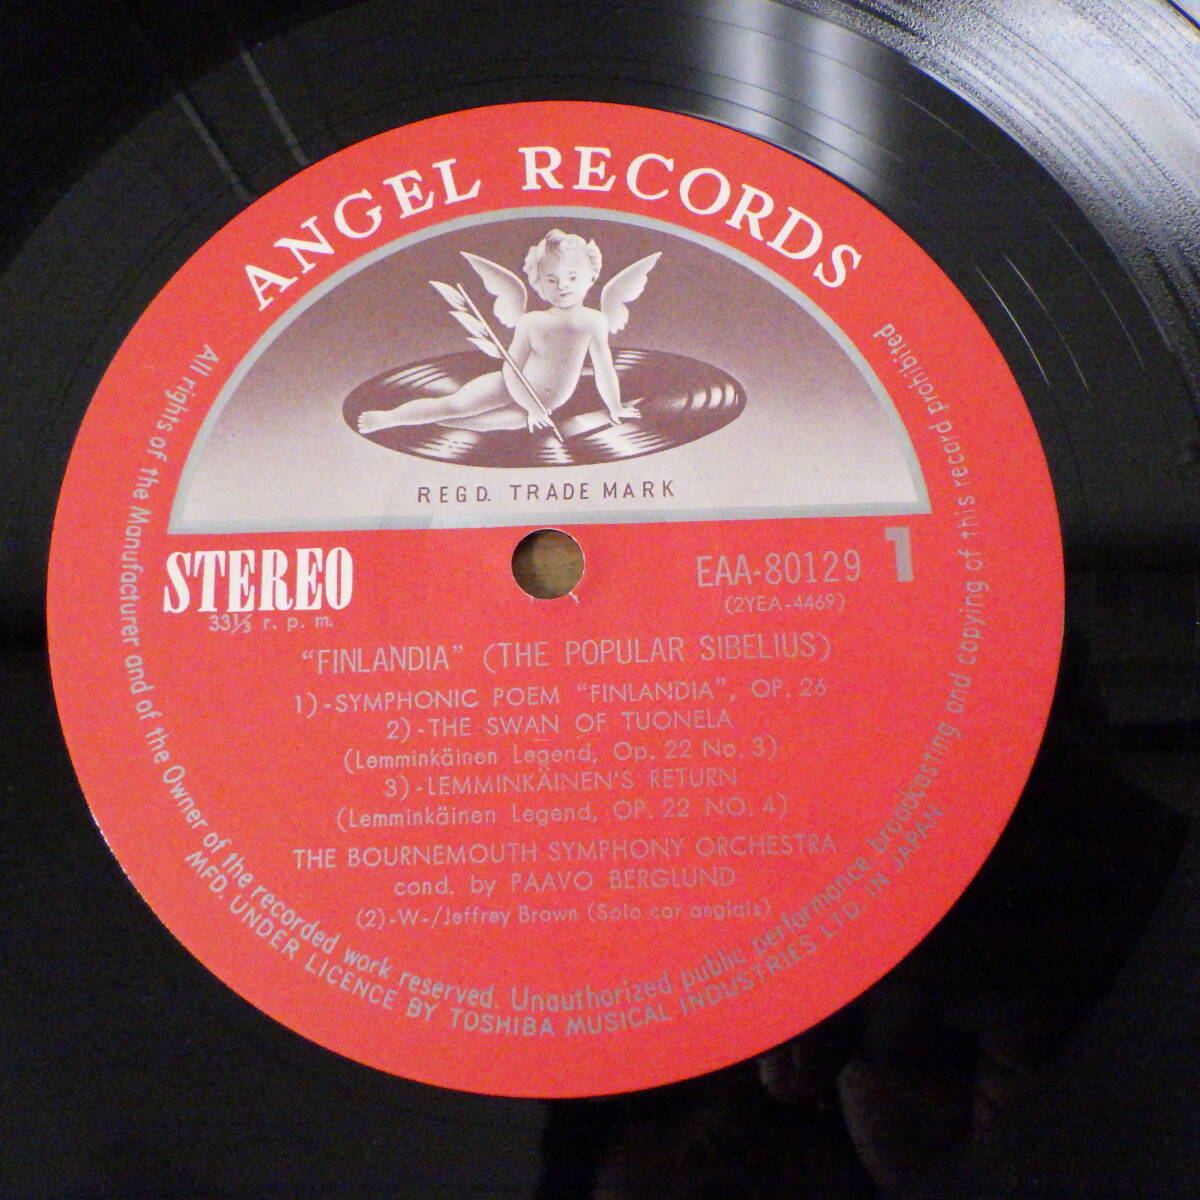 ANGEL RECORDS
REGD. TRADE MARK
STEREO
33⅓ r. p. m.
EAA-80129 1
(2YEA-4469)
"FINLANDIA" (THE POPULAR SIBELIUS)
1)-SYMPHONIC POEM "FINLANDIA", OP. 26
2)-THE SWAN OF TUONELA
(Lemminkäinen Legend, Op. 22 No. 3)
3)-LEMMINKÄINEN'S RETURN
(Lemminkäinen Legend, OP. 22 NO. 4)
THE BOURNEMOUTH SYMPHONY ORCHESTRA
cond. by PAAVO BERGLUND
(2)-W-/Jeffrey Brown (Solo cor anglais)
All rights of the Manufacturer and of the Owner of the recorded work reserved. Unauthorized public performance, broadcasting and copying of this record prohibited
MFD. UNDER LICENCE BY TOSHIBA MUSICAL INDUSTRIES LTD. IN JAPAN